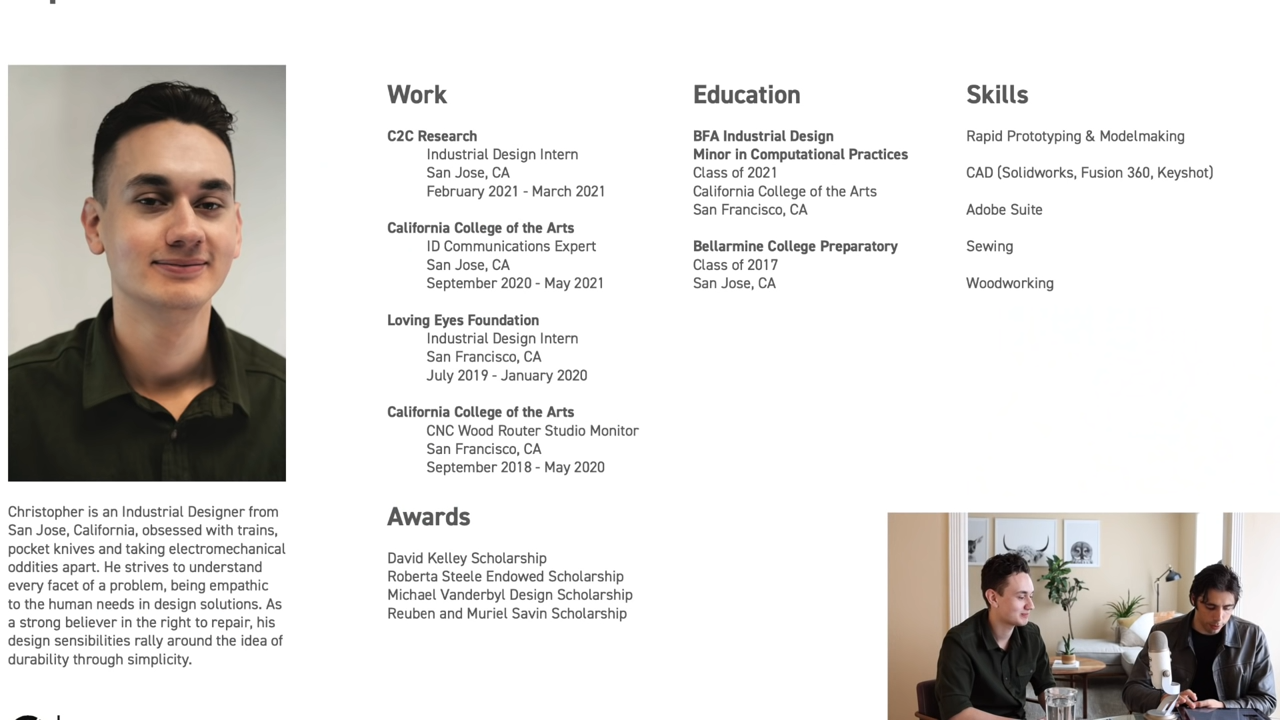 Work
C2C Research
Industrial Design Intern
San Jose, CA
February 2021 - March 2021
California College of the Arts
ID Communications Expert
San Jose, CA
September 2020 - May 2021
Loving Eyes Foundation
Industrial Design Intern
San Francisco, CA
July 2019 - January 2020
California College of the Arts
CNC Wood Router Studio Monitor
San Francisco, CA
September 2018 - May 2020
Education
BFA Industrial Design
Minor in Computational Practices
Class of 2021
California College of the Arts
San Francisco, CA
Bellarmine College Preparatory
Class of 2017
San Jose, CA
Skills
Rapid Prototyping & Modelmaking
CAD (Solidworks, Fusion 360, Keyshot)
Adobe Suite
Sewing
Woodworking
Christopher is an Industrial Designer from
San Jose, California, obsessed with trains,
pocket knives and taking electromechanical
oddities apart. He strives to understand
every facet of a problem, being empathic
to the human needs in design solutions. As
a strong believer in the right to repair, his
design sensibilities rally around the idea of
durability through simplicity.
Awards
David Kelley Scholarship
Roberta Steele Endowed Scholarship
Michael Vanderbyl Design Scholarship
Reuben and Muriel Savin Scholarship